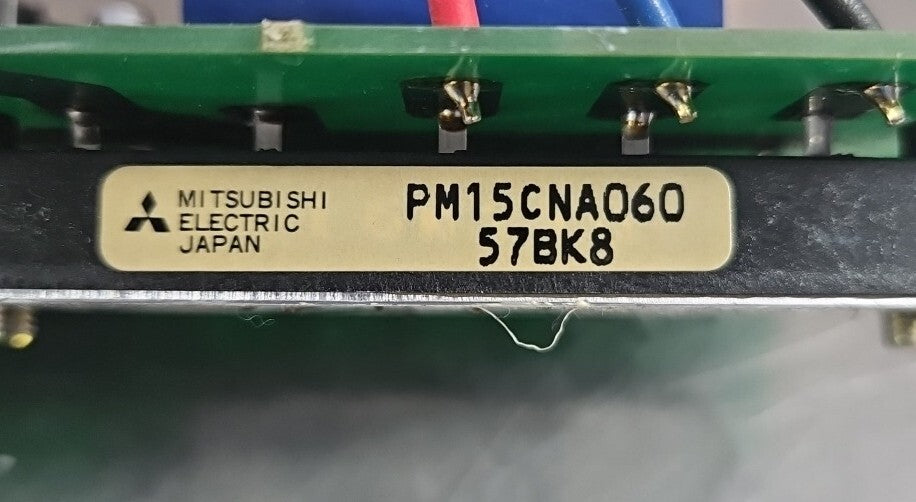 MITSUBISHI
ELECTRIC
JAPAN
PM15CNA060
57BK8